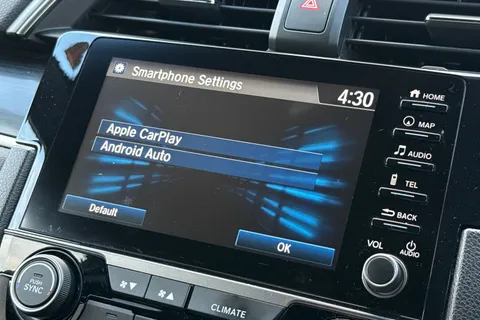 Smartphone Settings
4:30
Apple CarPlay
Android Auto
Default
OK
HOME
MAP
AUDIO
TEL
BACK
VOL
AUDIO
PUSH
SYNC
CLIMATE